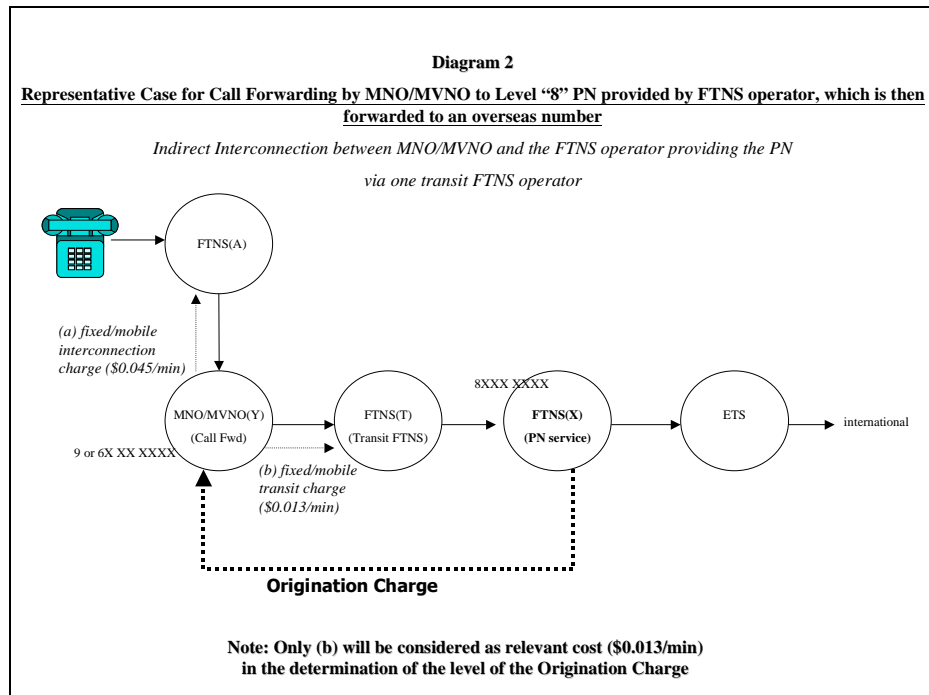 Diagram 2
Representative Case for Call Forwarding by MNO/MVNO to Level “8” PN provided by FTNS operator, which is then
forwarded to an overseas number
Indirect Interconnection between MNO/MVNO and the FTNS operator providing the PN
via one transit FTNS operator
FTNS(A)
(a) fixed/mobile
interconnection
charge ($0.045/min)
8XXX XXXX
MNO/MVNO(Y)
(Call Fwd)
FTNS(T)
(Transit FTNS)
FTNS(X)
(PN service)
ETS
international
9 or 6X XX XXXX
(b) fixed/mobile
transit charge
($0.013/min)
Origination Charge
Note: Only (b) will be considered as relevant cost ($0.013/min)
in the determination of the level of the Origination Charge